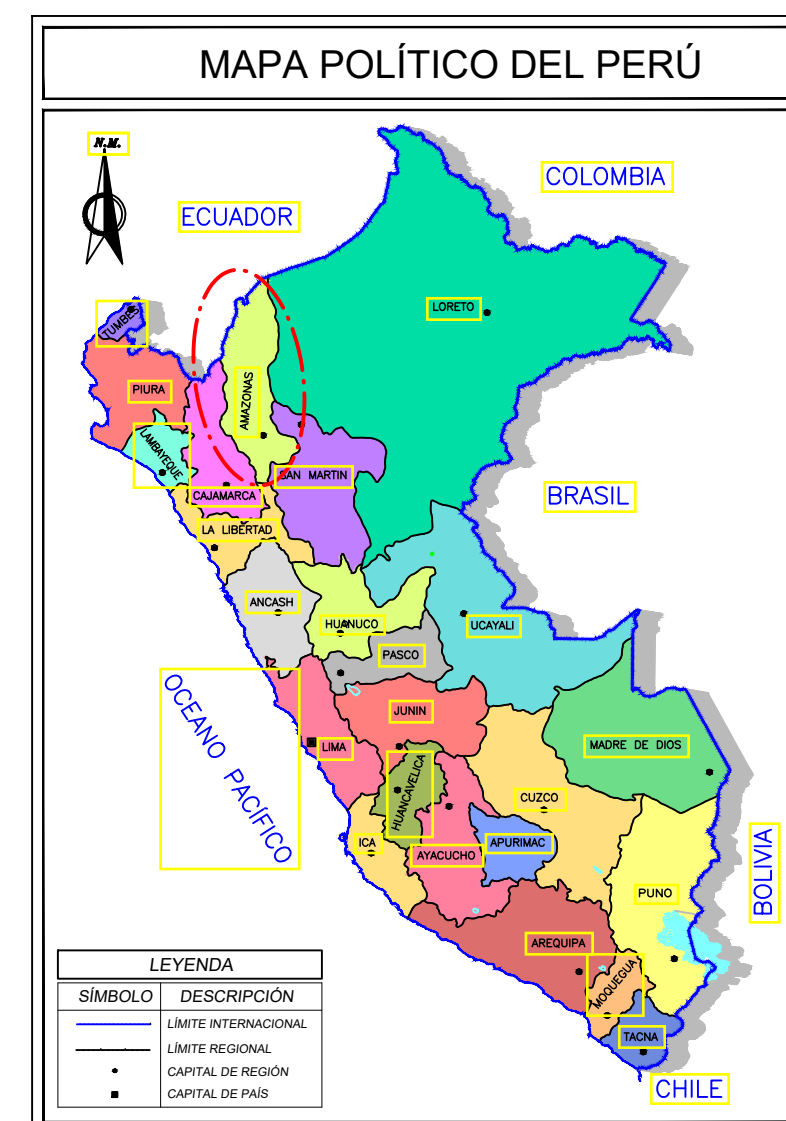 MAPA POLÍTICO DEL PERÚ
N.M.
COLOMBIA
ECUADOR
TUMBES
LORETO
PIURA
AMAZONAS
LAMBAYEQUE
SAN MARTIN
CAJAMARCA
BRASIL
LA LIBERTAD
ANCASH
HUANUCO
UCAYALI
PASCO
OCEANO PACÍFICO
JUNIN
LIMA
MADRE DE DIOS
HUANCAVELICA
CUZCO
ICA
AYACUCHO
APURIMAC
BOLIVIA
PUNO
AREQUIPA
MOQUEGUA
TACNA
CHILE
LEYENDA
SÍMBOLO DESCRIPCIÓN
LÍMITE INTERNACIONAL
LÍMITE REGIONAL
CAPITAL DE REGIÓN
CAPITAL DE PAÍS